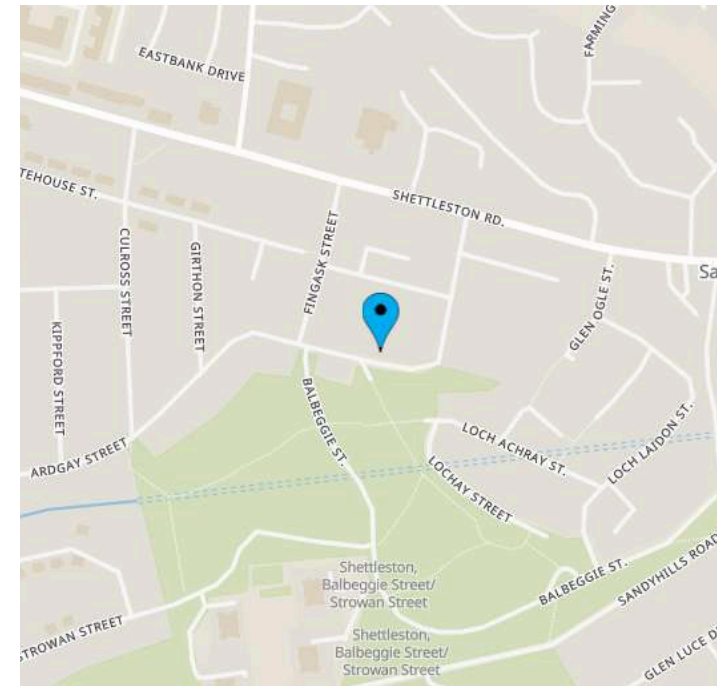 EASTBANK DRIVE
FARMING
TEHOUSE ST.
SHETTLESTON RD.
CULROSS STREET
GIRTHON STREET
FINGASK STREET
Sa
GLEN OGLE ST.
KIPPFORD STREET
BALBEGGIE ST.
ARDGAY STREET
LOCH ACHRAY ST.
LOCH LAIDON ST.
LOCHAY STREET
Shettleston,
Balbeggie Street/
Strowan Street
BALBEGGIE ST.
SANDYHILLS ROAD
STROWAN STREET
Shettleston,
Balbeggie Street/
Strowan Street
GLEN LUCE D